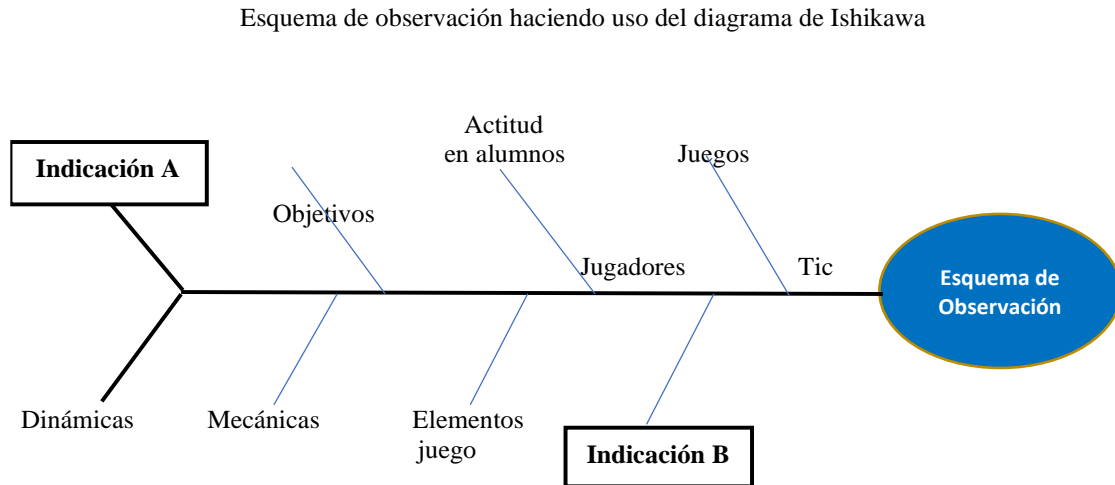 Esquema de observación haciendo uso del diagrama de Ishikawa
Actitud
en alumnos
Juegos
Indicación A
Objetivos
Jugadores
Tic
Esquema de
Observación
Dinámicas
Mecánicas
Elementos
juego
Indicación B